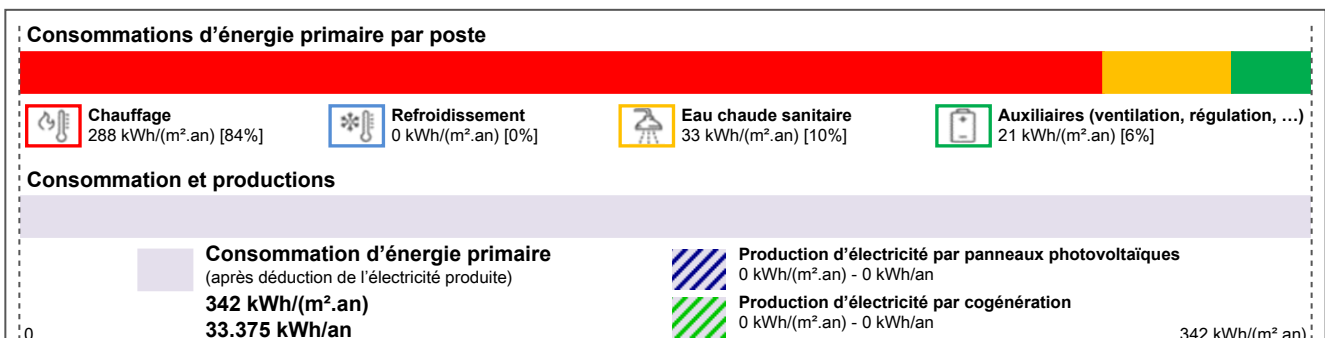 Consommations d’énergie primaire par poste
Chauffage
288 kWh/(m².an) [84%]
Refroidissement
0 kWh/(m².an) [0%]
Eau chaude sanitaire
33 kWh/(m².an) [10%]
Auxiliaires (ventilation, régulation, …)
21 kWh/(m².an) [6%]
Consommation et productions
Consommation d’énergie primaire
(après déduction de l’électricité produite)
342 kWh/(m².an)
33.375 kWh/an
Production d’électricité par panneaux photovoltaïques
0 kWh/(m².an) - 0 kWh/an
Production d’électricité par cogénération
0 kWh/(m².an) - 0 kWh/an
0
342 kWh/(m².an)